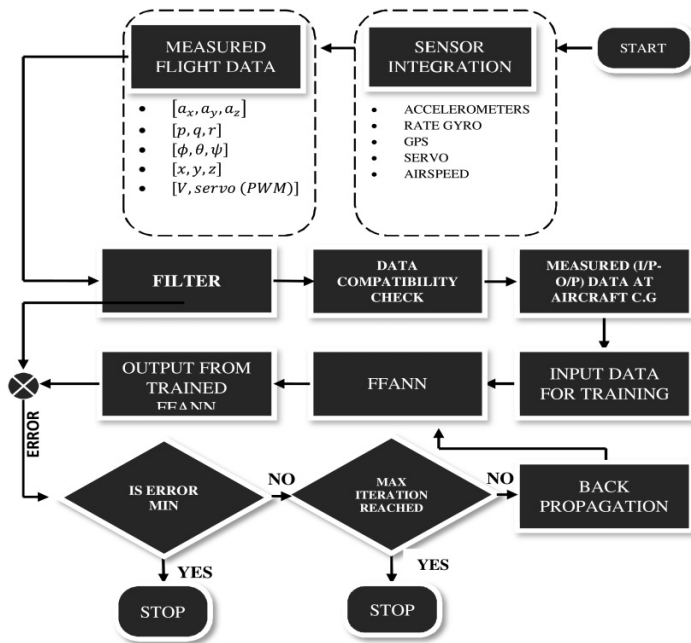 MEASURED
FLIGHT DATA
• [a_x, a_y, a_z]
• [p, q, r]
• [ϕ, θ, ψ]
• [x, y, z]
• [V, servo (PWM)]
SENSOR
INTEGRATION
• ACCELEROMETERS
• RATE GYRO
• GPS
• SERVO
• AIRSPEED
START
FILTER
DATA
COMPATIBILITY
CHECK
MEASURED (I/P-
O/P) DATA AT
AIRCRAFT C.G
OUTPUT FROM
TRAINED
FFANN
FFANN
INPUT DATA
FOR TRAINING
ERROR
IS ERROR
MIN
NO
MAX
ITERATION
REACHED
NO
BACK
PROPAGATION
YES
STOP
YES
STOP